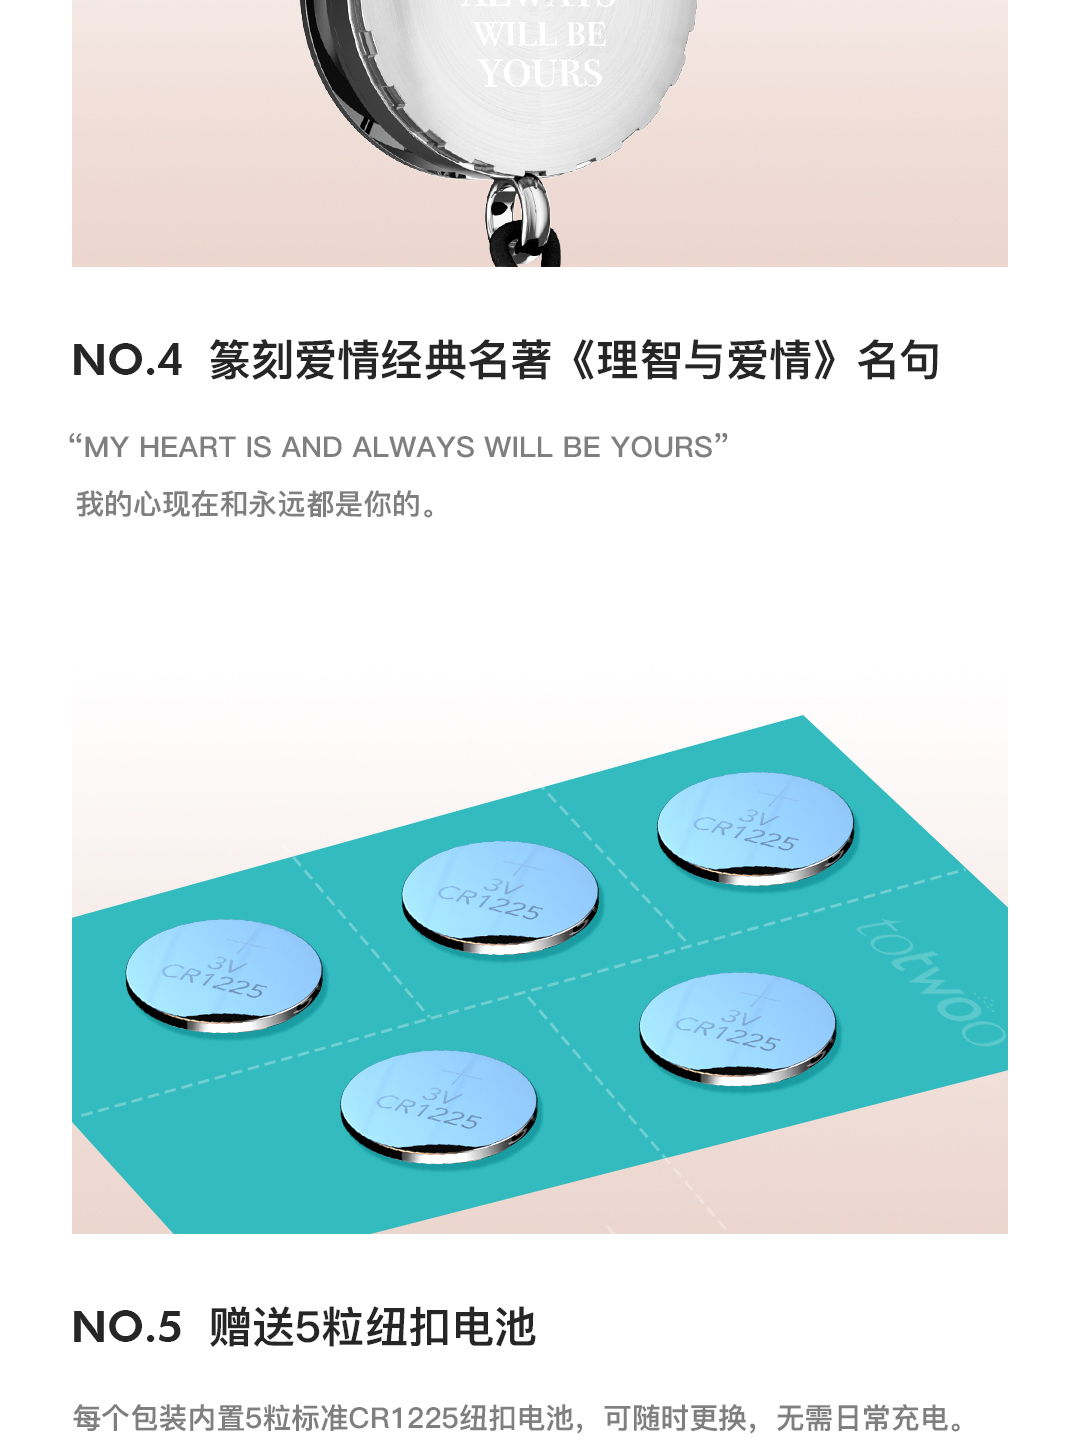 ALWAYS
WILL BE
YOURS
NO.4 篆刻爱情经典名著《理智与爱情》名句
“MY HEART IS AND ALWAYS WILL BE YOURS”
我的心现在和永远都是你的。
+
3V
CR1225
+
3V
CR1225
+
3V
CR1225
totwoo
+
3V
CR1225
+
3V
CR1225
NO.5 赠送5粒纽扣电池
每个包装内置5粒标准CR1225纽扣电池，可随时更换，无需日常充电。